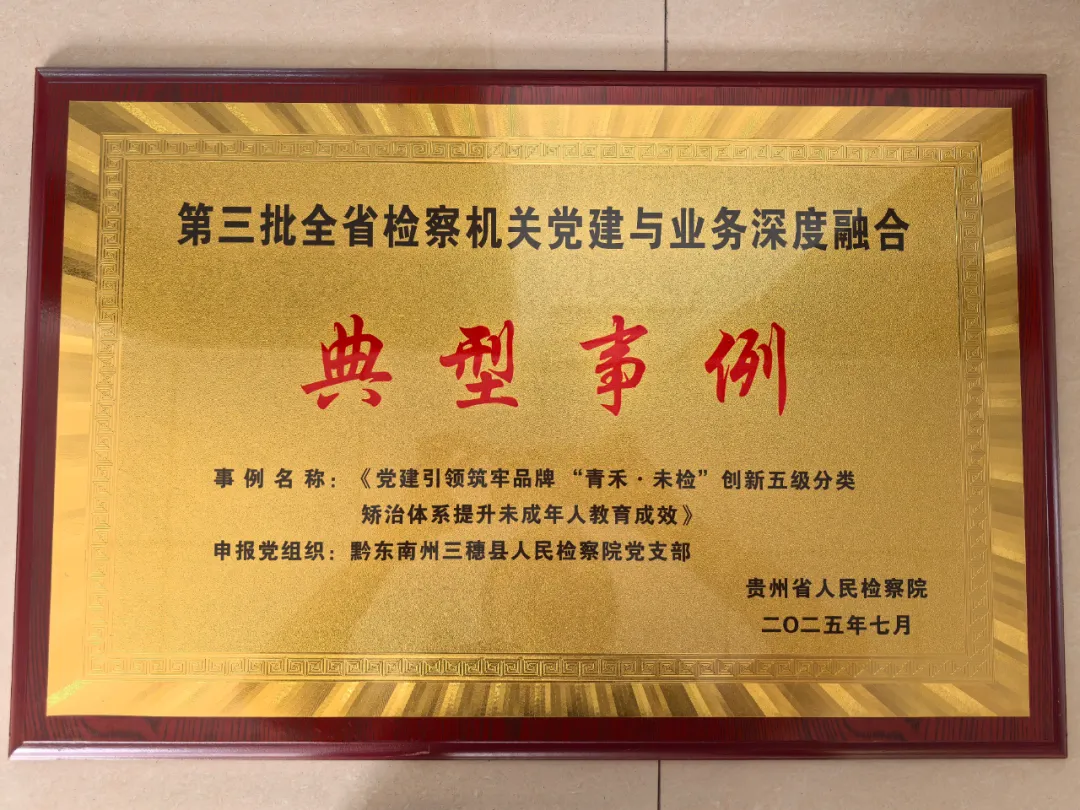 第三批全省检察机关党建与业务深度融合
典型事例
事例名称：《党建引领筑牢品牌“青禾·未检”创新五级分类
矫治体系提升未成年人教育成效》
申报党组织：黔东南州三穗县人民检察院党支部
贵州省人民检察院
二〇二五年七月